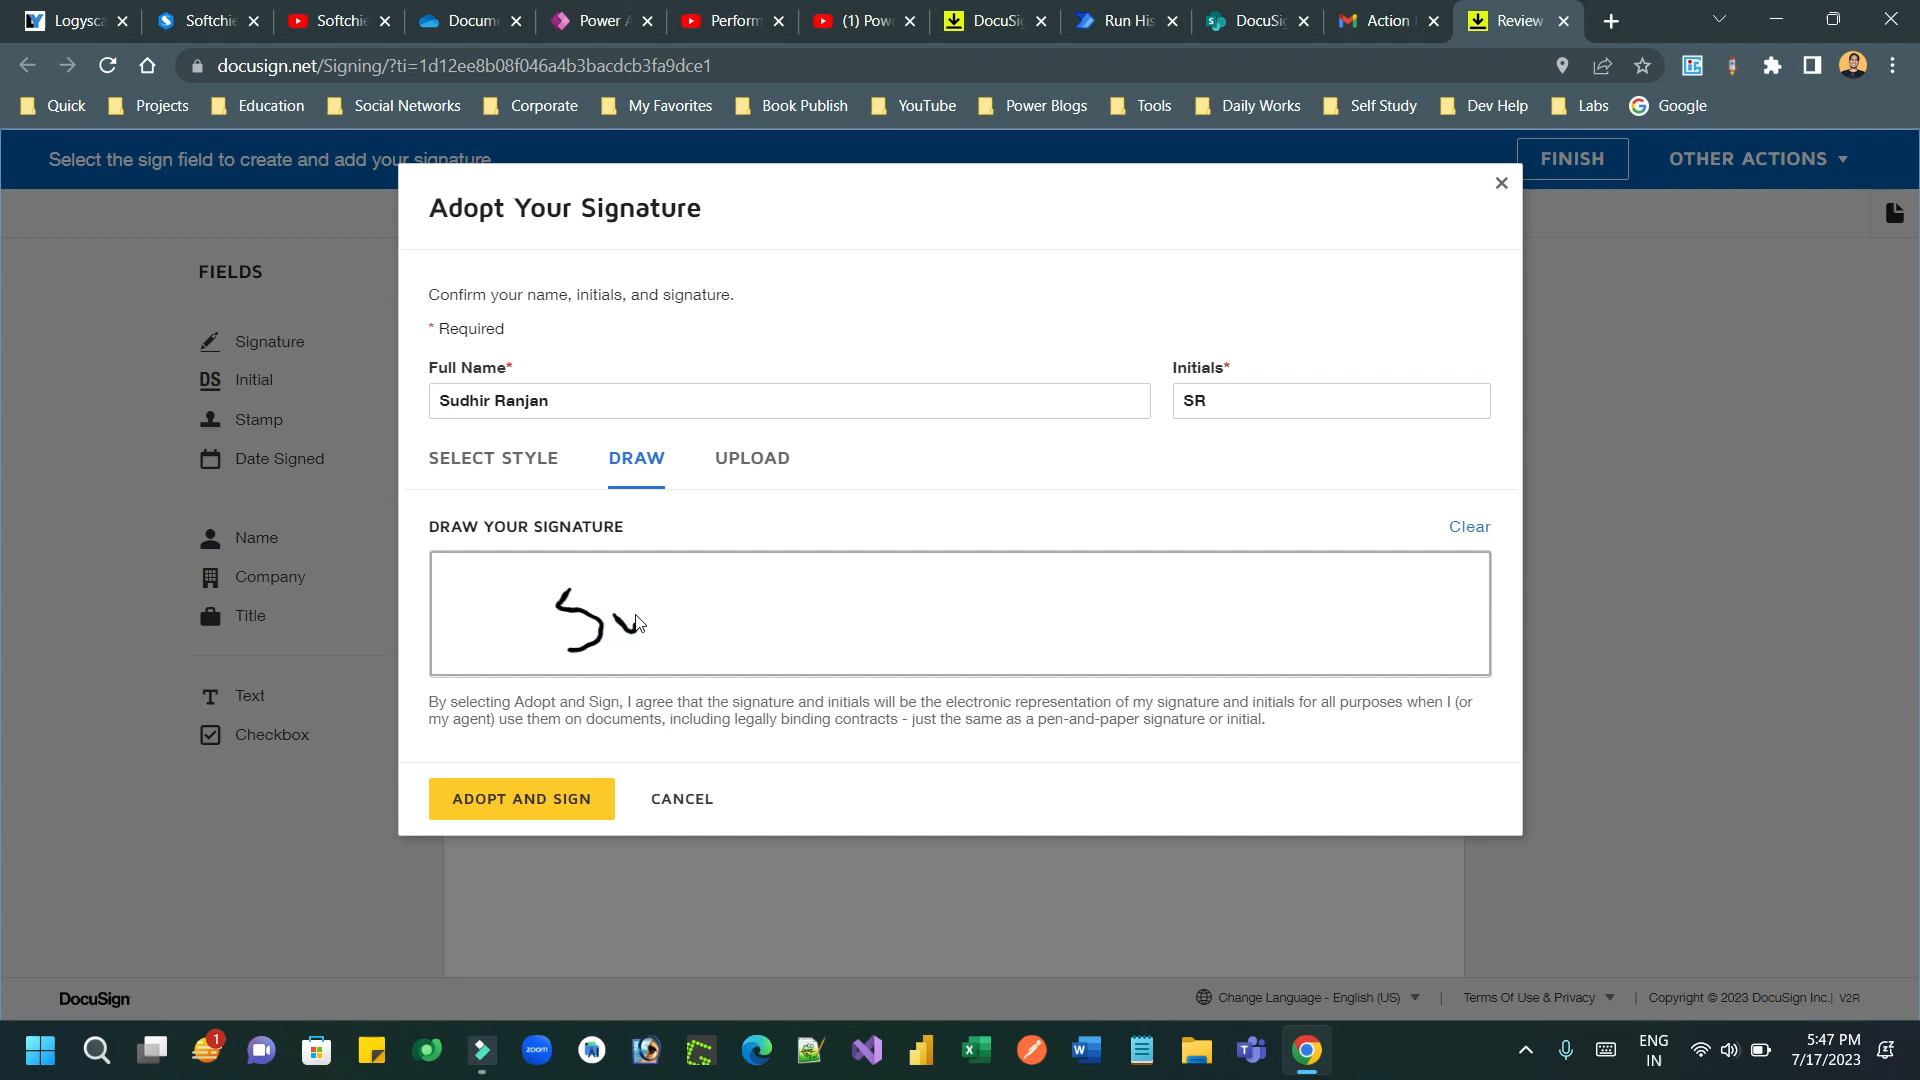 Logysca
Softchie
Softchie
Docum
Power A
Perform
(1) Pow
DocuSig
Run His
DocuSig
Action
Review
docusign.net/Signing/?ti=1d12ee8b08f046a4b3bacdcb3fa9dce1
Quick Projects Education Social Networks Corporate My Favorites Book Publish YouTube Power Blogs Tools Daily Works Self Study Dev Help Labs Google
Select the sign field to create and add your signature
FINISH
OTHER ACTIONS
Adopt Your Signature
FIELDS
Signature
DS Initial
Stamp
Date Signed
Name
Company
Title
T Text
Checkbox
Confirm your name, initials, and signature.
* Required
Full Name* Initials*
Sudhir Ranjan SR
SELECT STYLE DRAW UPLOAD
DRAW YOUR SIGNATURE Clear
Su
By selecting Adopt and Sign, I agree that the signature and initials will be the electronic representation of my signature and initials for all purposes when I (or
my agent) use them on documents, including legally binding contracts - just the same as a pen-and-paper signature or initial.
ADOPT AND SIGN CANCEL
DocuSign
Change Language - English (US) | Terms Of Use & Privacy | Copyright © 2023 DocuSign Inc. | V2R
1
zoom
ENG
IN
5:47 PM
7/17/2023